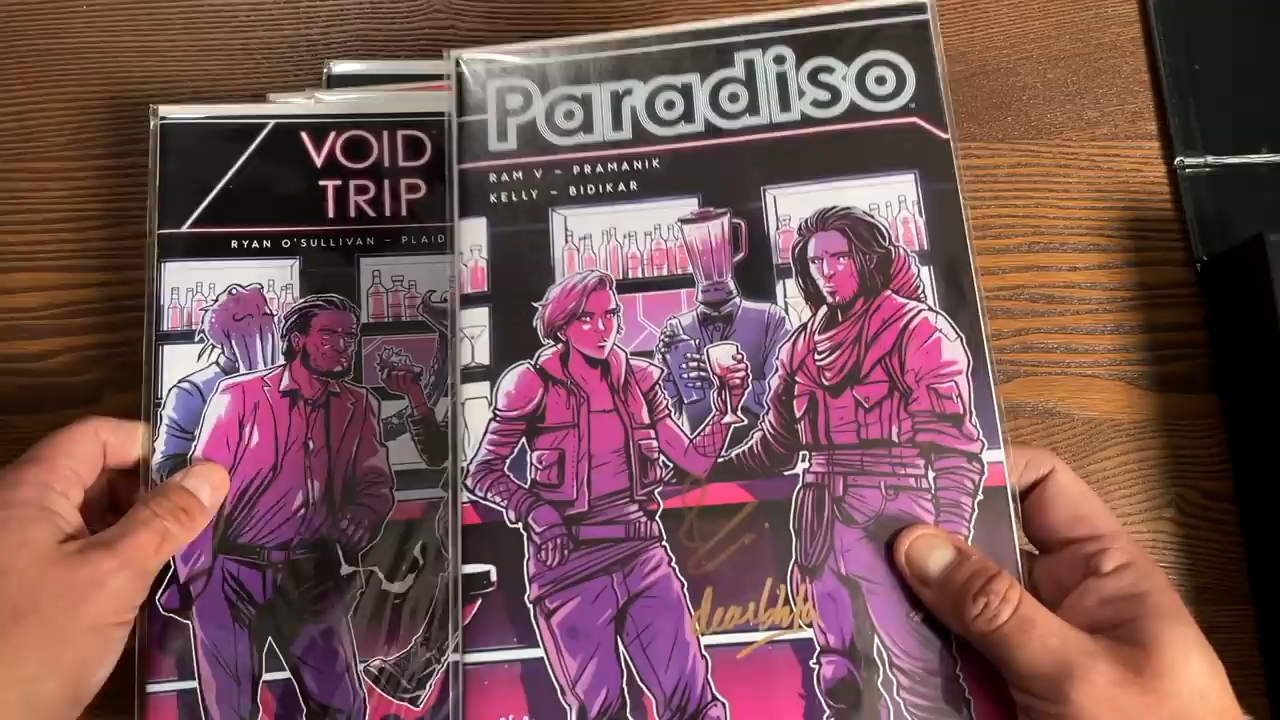 VOID
TRIP
RYAN O'SULLIVAN – PLAID
Paradiso
RAM V – PRAMANIK
KELLY – BIDIKAR